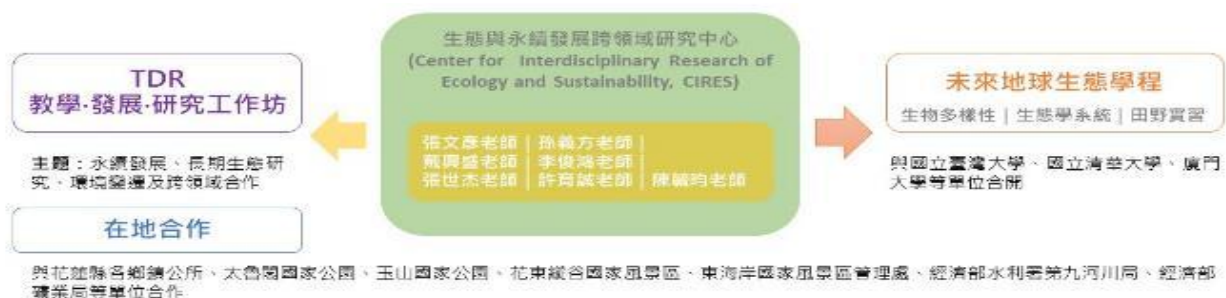 生態與永續發展跨領域研究中心
(Center for Interdisciplinary Research of
Ecology and Sustainability, CIRES)
張文彥老師 | 孫義方老師 |
戴興盛老師 | 李俊鴻老師 |
張世杰老師 | 許育誠老師 | 陳毓昀老師
TDR
教學·發展·研究工作坊
主題：永續發展、長期生態研
究、環境變遷及跨領域合作
在地合作
與花蓮縣各鄉鎮公所、太魯閣國家公園、玉山國家公園、花東縱谷國家風景區、東海岸國家風景區管理處、經濟部水利署第九河川局、經濟部
礦業局等單位合作
未來地球生態學程
生物多樣性 | 生態學系統 | 田野實習
與國立臺灣大學、國立清華大學、廈門
大學等單位合開